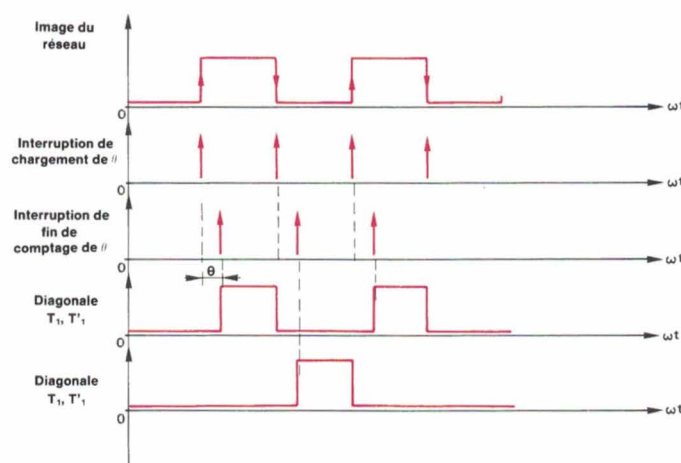 Image du
réseau
0
ωt
Interruption de
chargement de θ
0
ωt
Interruption de
fin de
comptage de θ
0
ωt
θ
Diagonale
T₁, T'₁
0
ωt
Diagonale
T₁, T'₁
0
ωt